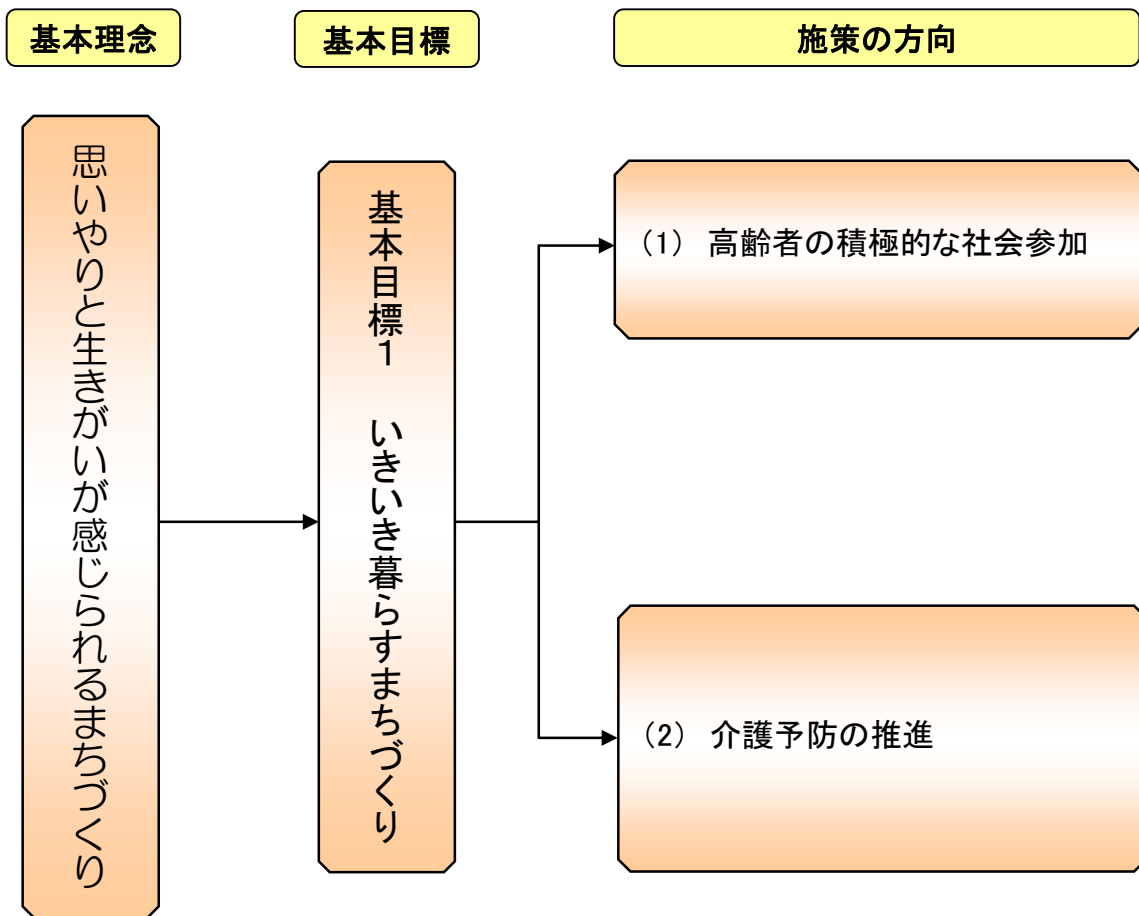 基本理念
基本目標
施策の方向
思いやりと生きがいが感じられるまちづくり
基本目標1 いきいき暮らすまちづくり
(1) 高齢者の積極的な社会参加
(2) 介護予防の推進